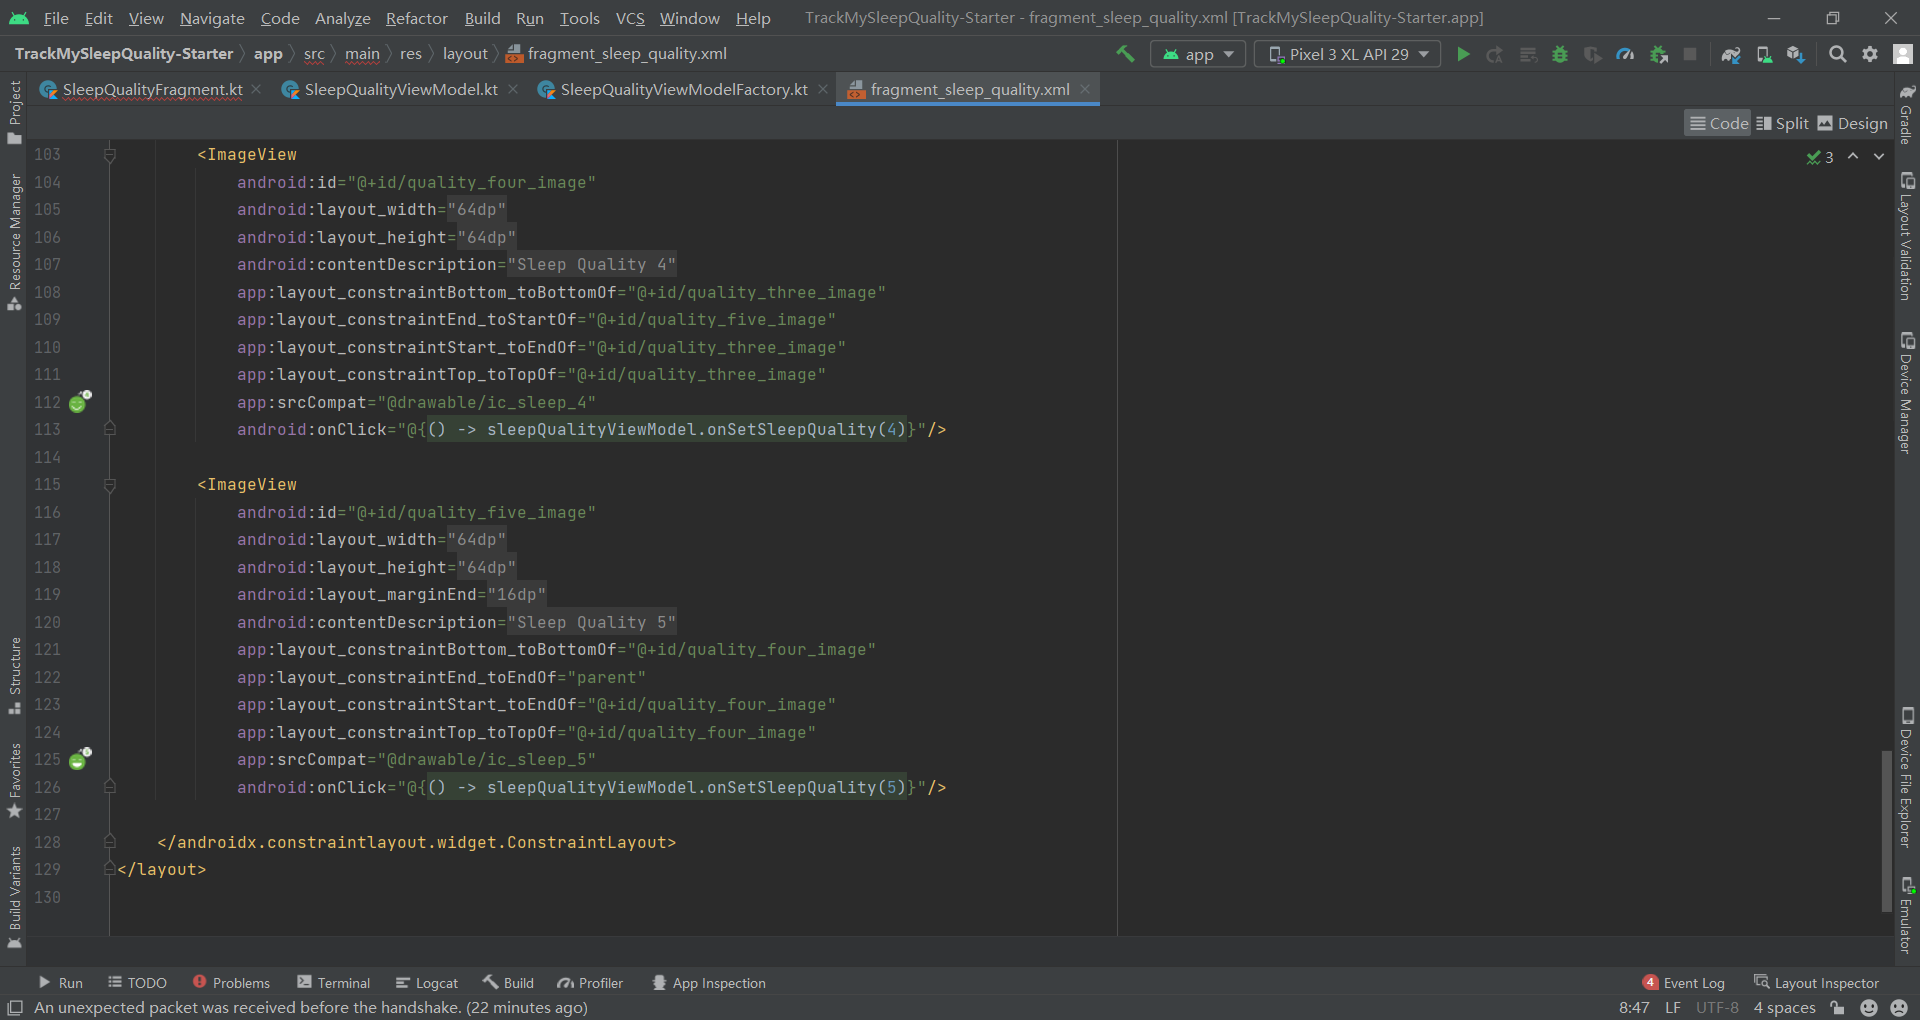 File Edit View Navigate Code Analyze Refactor Build Run Tools VCS Window Help TrackMySleepQuality-Starter - fragment_sleep_quality.xml [TrackMySleepQuality-Starter.app]
TrackMySleepQuality-Starter app src main res layout fragment_sleep_quality.xml app Pixel 3 XL API 29
SleepQualityFragment.kt SleepQualityViewModel.kt SleepQualityViewModelFactory.kt fragment_sleep_quality.xml
Code Split Design
3
103 <ImageView
104 android:id="@+id/quality_four_image"
105 android:layout_width="64dp"
106 android:layout_height="64dp"
107 android:contentDescription="Sleep Quality 4"
108 app:layout_constraintBottom_toBottomOf="@+id/quality_three_image"
109 app:layout_constraintEnd_toStartOf="@+id/quality_five_image"
110 app:layout_constraintStart_toEndOf="@+id/quality_three_image"
111 app:layout_constraintTop_toTopOf="@+id/quality_three_image"
112 app:srcCompat="@drawable/ic_sleep_4"
113 android:onClick="@{() -> sleepQualityViewModel.onSetSleepQuality(4)}"/>
114
115 <ImageView
116 android:id="@+id/quality_five_image"
117 android:layout_width="64dp"
118 android:layout_height="64dp"
119 android:layout_marginEnd="16dp"
120 android:contentDescription="Sleep Quality 5"
121 app:layout_constraintBottom_toBottomOf="@+id/quality_four_image"
122 app:layout_constraintEnd_toEndOf="parent"
123 app:layout_constraintStart_toEndOf="@+id/quality_four_image"
124 app:layout_constraintTop_toTopOf="@+id/quality_four_image"
125 app:srcCompat="@drawable/ic_sleep_5"
126 android:onClick="@{() -> sleepQualityViewModel.onSetSleepQuality(5)}"/>
127
128 </androidx.constraintlayout.widget.ConstraintLayout>
129 </layout>
130
Project
Resource Manager
Structure
Favorites
Build Variants
Gradle
Layout Validation
Device Manager
Device File Explorer
Emulator
Run TODO Problems Terminal Logcat Build Profiler App Inspection 4 Event Log Layout Inspector
An unexpected packet was received before the handshake. (22 minutes ago) 8:47 LF UTF-8 4 spaces